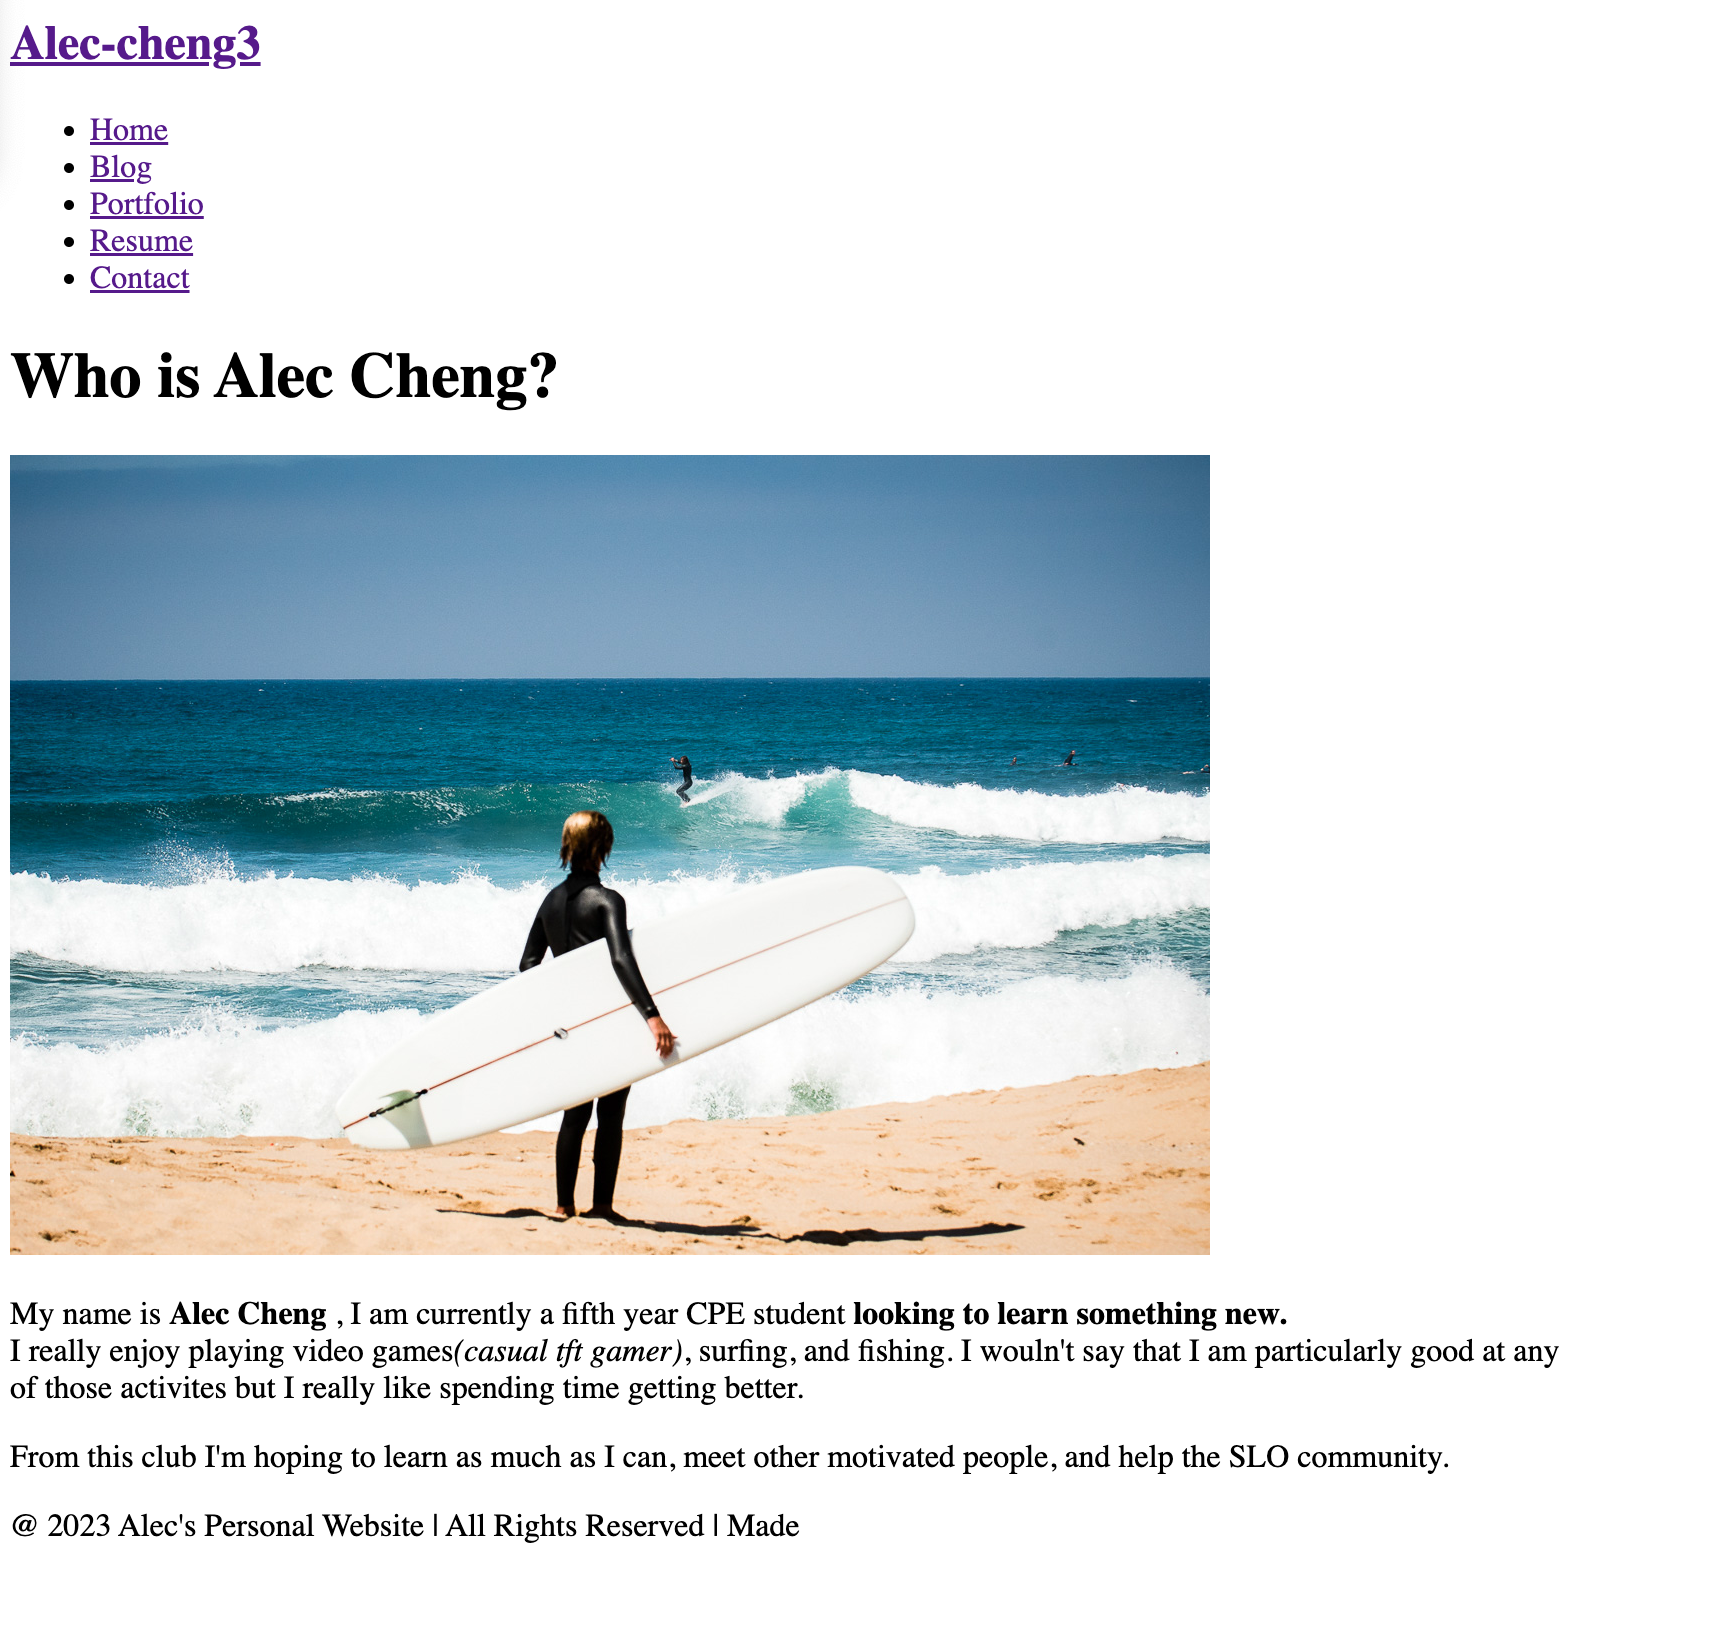 Alec-cheng3
Home
Blog
Portfolio
Resume
Contact
Who is Alec Cheng?
My name is Alec Cheng , I am currently a fifth year CPE student looking to learn something new.
I really enjoy playing video games(casual tft gamer), surfing, and fishing. I wouln't say that I am particularly good at any
of those activites but I really like spending time getting better.
From this club I'm hoping to learn as much as I can, meet other motivated people, and help the SLO community.
@ 2023 Alec's Personal Website | All Rights Reserved | Made